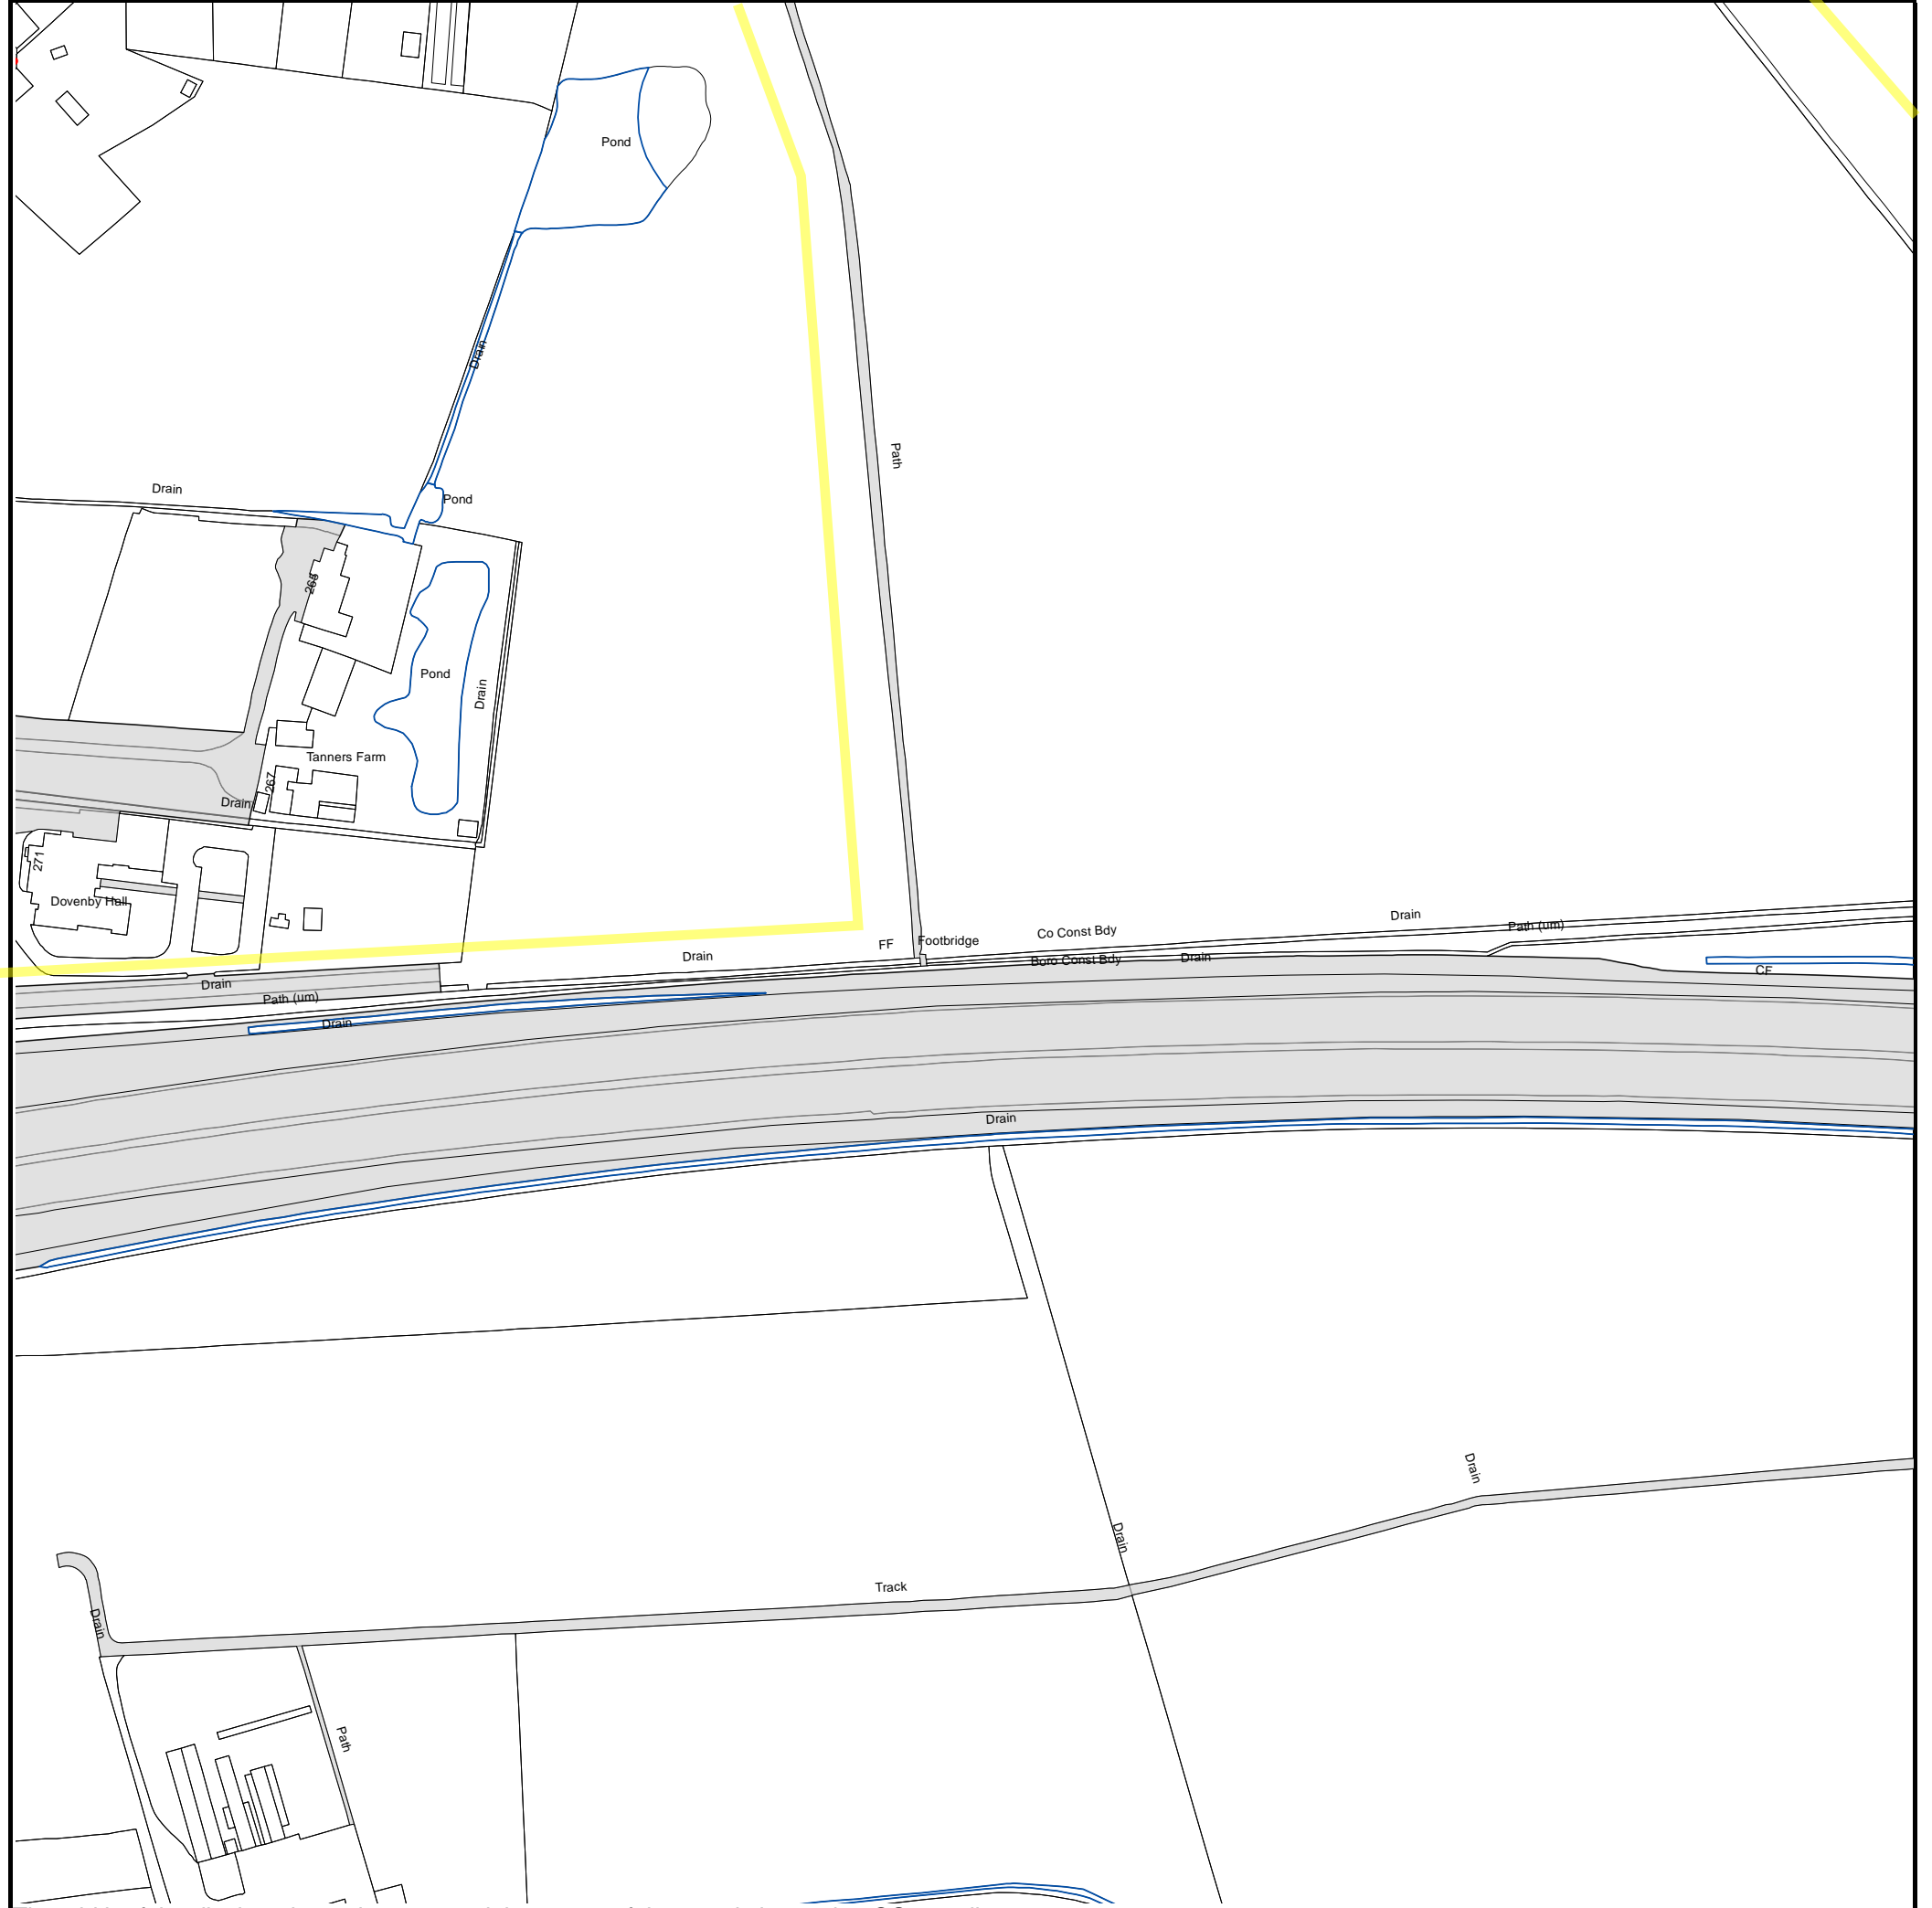 Pond
Drain
Path
Drain
Pond
265
Pond
Drain
Tanners Farm
267
Drain
271
Dovenby Hall
Drain
Co Const Bdy
Path (um)
FF
Footbridge
Drain
Boro Const Bdy
Drain
CF
Drain
Path (um)
Drain
Drain
Drain
Drain
Track
Drain
Path